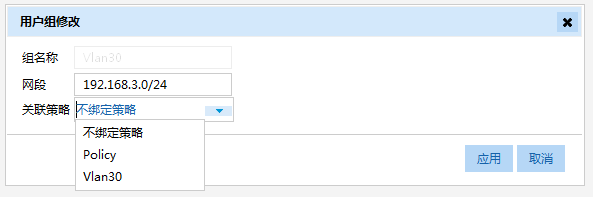 用户组修改
组名称 Vlan30
网段 192.168.3.0/24
关联策略 不绑定策略
不绑定策略
Policy
Vlan30
应用 取消